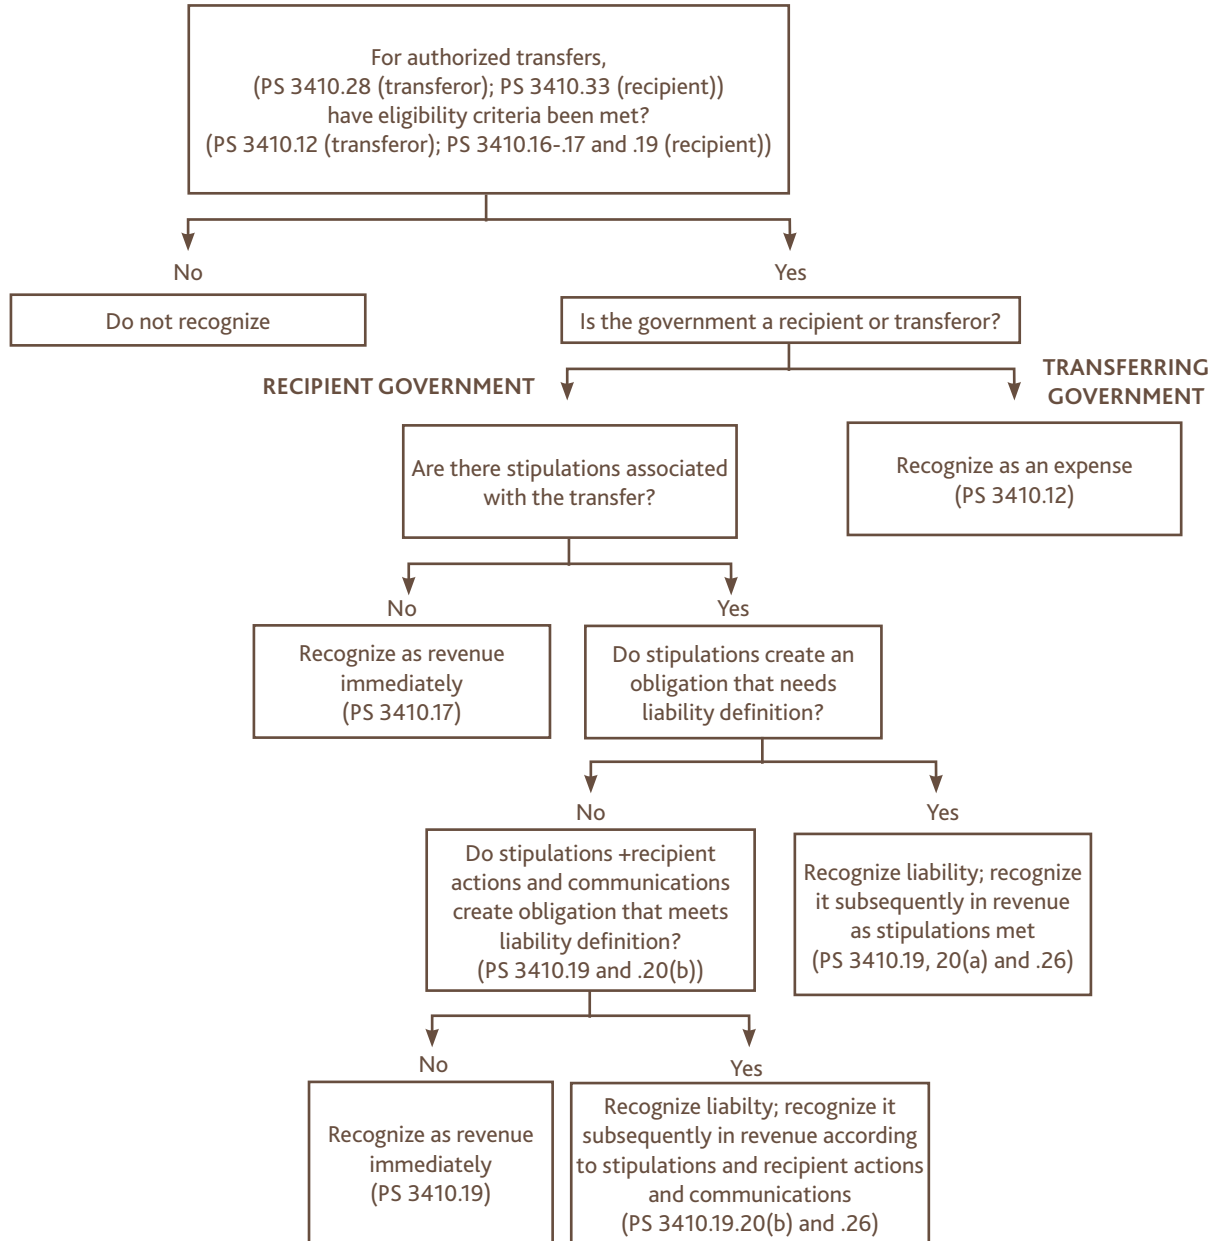 For authorized transfers,
(PS 3410.28 (transferor); PS 3410.33 (recipient))
have eligibility criteria been met?
(PS 3410.12 (transferor); PS 3410.16-.17 and .19 (recipient))
No
Yes
Do not recognize
Is the government a recipient or transferor?
RECIPIENT GOVERNMENT
TRANSFERRING
GOVERNMENT
Are there stipulations associated
with the transfer?
Recognize as an expense
(PS 3410.12)
No
Yes
Recognize as revenue
immediately
(PS 3410.17)
Do stipulations create an
obligation that needs
liability definition?
No
Yes
Do stipulations +recipient
actions and communications
create obligation that meets
liability definition?
(PS 3410.19 and .20(b))
Recognize liability; recognize
it subsequently in revenue
as stipulations met
(PS 3410.19, 20(a) and .26)
No
Yes
Recognize as revenue
immediately
(PS 3410.19)
Recognize liabilty; recognize it
subsequently in revenue according
to stipulations and recipient actions
and communications
(PS 3410.19.20(b) and .26)